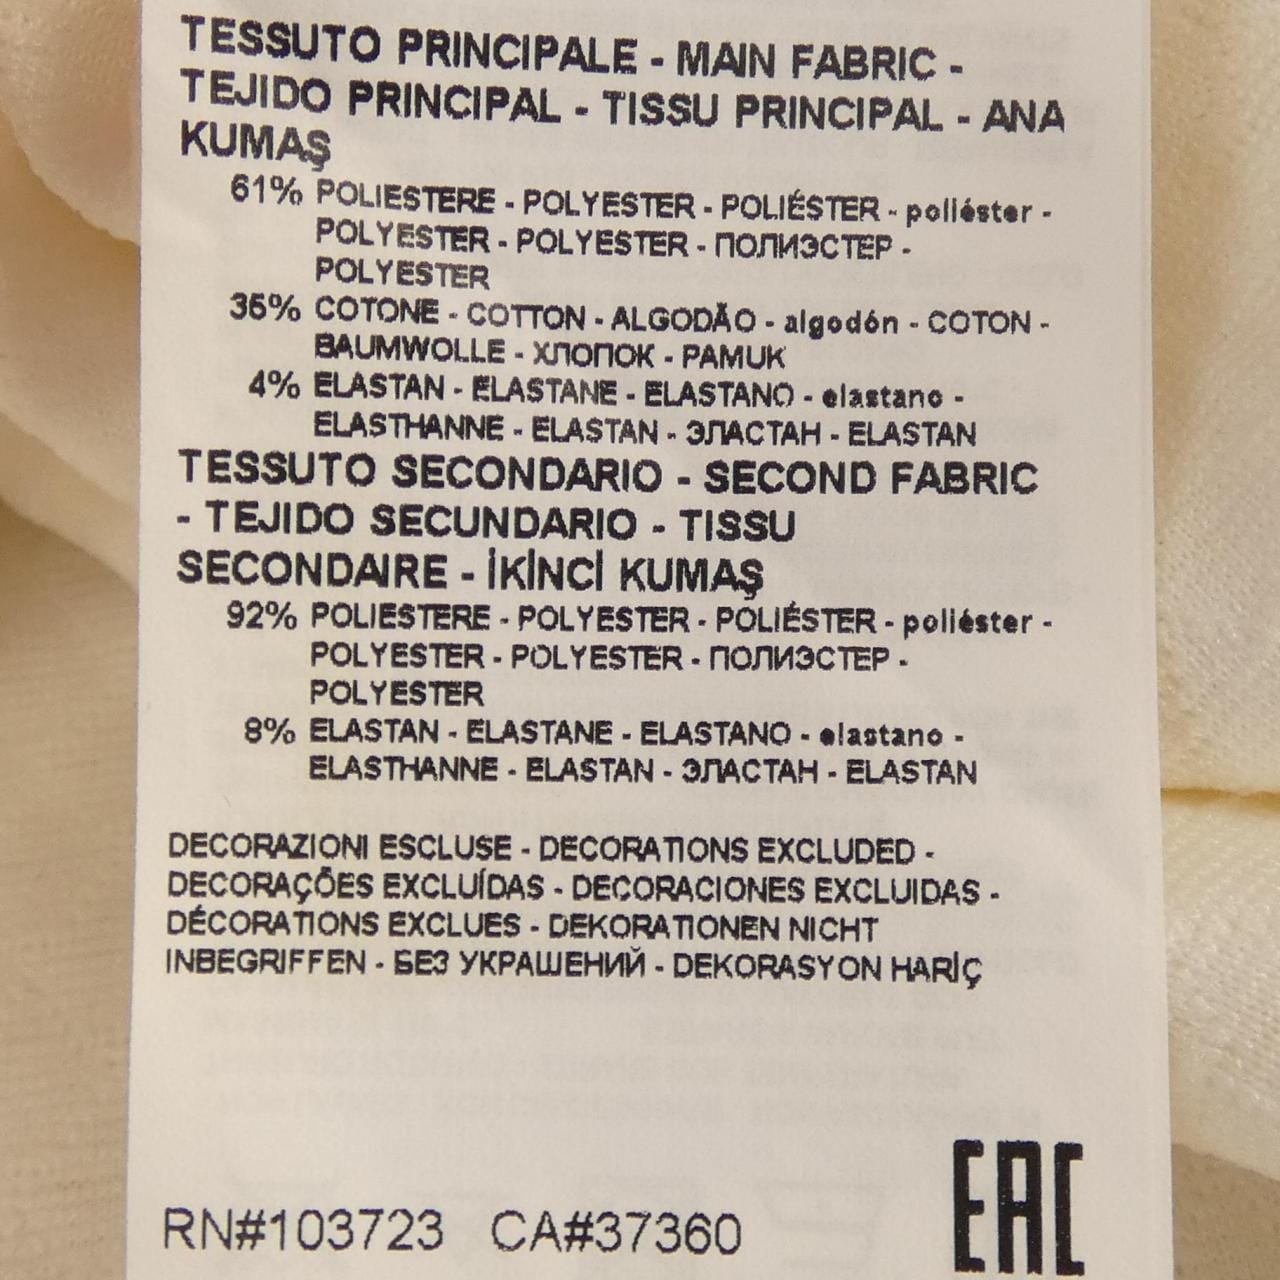 TESSUTO PRINCIPALE - MAIN FABRIC -
TEJIDO PRINCIPAL - TISSU PRINCIPAL - ANA
KUMAŞ
61% POLIESTERE - POLYESTER - POLIÉSTER - poliéster -
POLYESTER - POLYESTER - ПОЛИЭСТЕР -
POLYESTER
35% COTONE - COTTON - ALGODÃO - algodón - COTON -
BAUMWOLLE - ХЛОПОК - PAMUK
4% ELASTAN - ELASTANE - ELASTANO - elastano -
ELASTHANNE - ELASTAN - ЭЛАСТАН - ELASTAN
TESSUTO SECONDARIO - SECOND FABRIC
- TEJIDO SECUNDARIO - TISSU
SECONDAIRE - İKİNCİ KUMAŞ
92% POLIESTERE - POLYESTER - POLIÉSTER - poliéster -
POLYESTER - POLYESTER - ПОЛИЭСТЕР -
POLYESTER
8% ELASTAN - ELASTANE - ELASTANO - elastano -
ELASTHANNE - ELASTAN - ЭЛАСТАН - ELASTAN
DECORAZIONI ESCLUSE - DECORATIONS EXCLUDED -
DECORAÇÕES EXCLUÍDAS - DECORACIONES EXCLUIDAS -
DÉCORATIONS EXCLUES - DEKORATIONEN NICHT
INBEGRIFFEN - БЕЗ УКРАШЕНИЙ - DEKORASYON HARİÇ
RN#103723 CA#37360
EAC